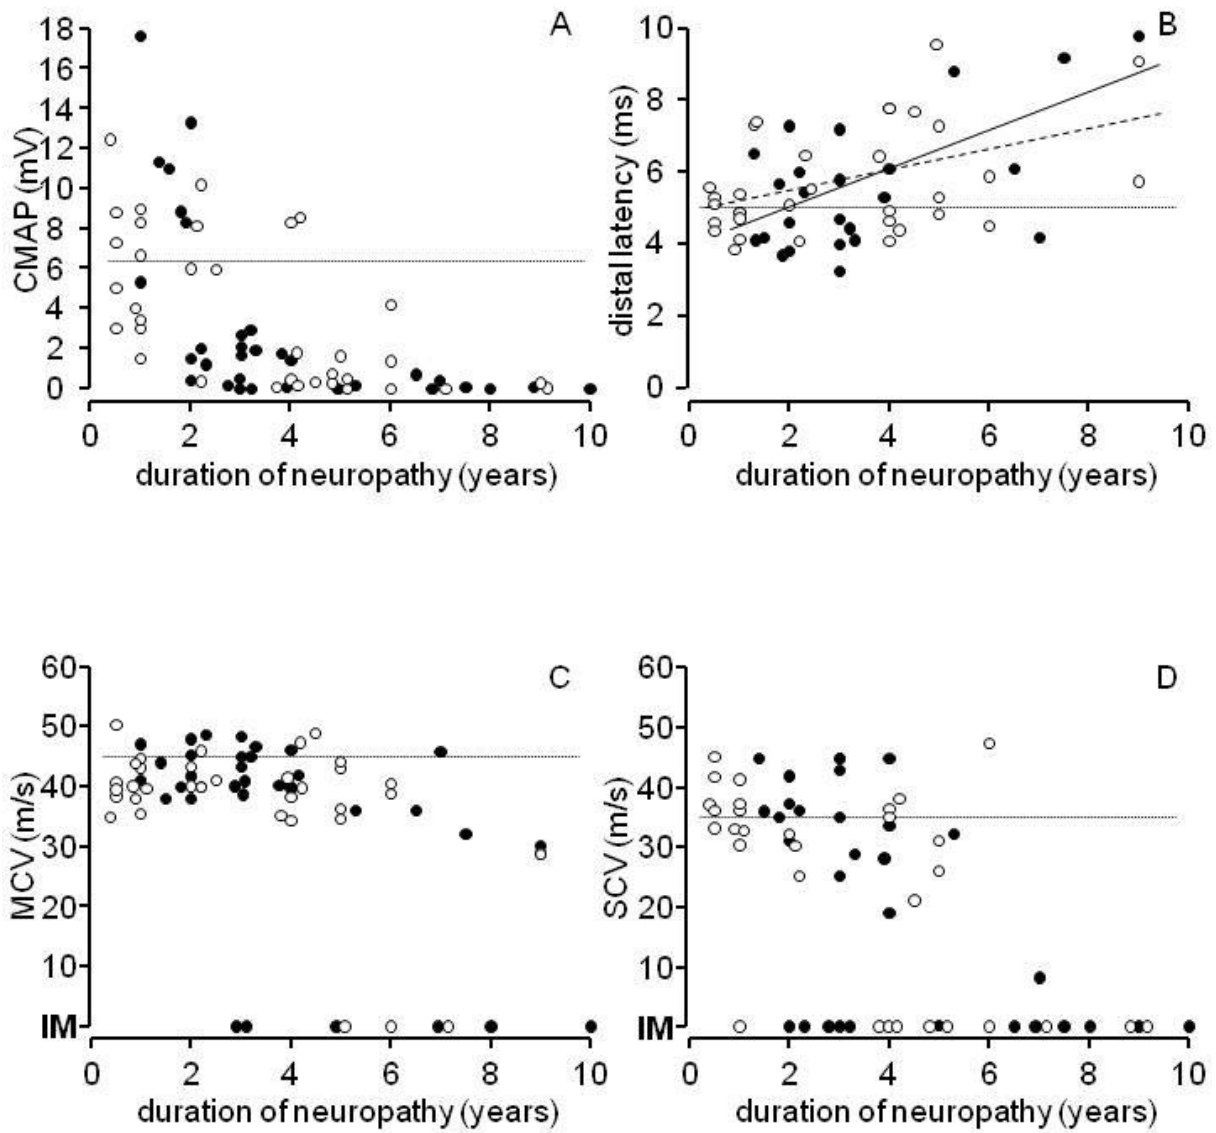 A
CMAP (mV)
18
16
14
12
10
8
6
4
2
0
0 2 4 6 8 10
duration of neuropathy (years)
B
distal latency (ms)
10
8
6
4
2
0
0 2 4 6 8 10
duration of neuropathy (years)
C
MCV (m/s)
60
50
40
30
20
10
IM
0 2 4 6 8 10
duration of neuropathy (years)
D
SCV (m/s)
60
50
40
30
20
10
IM
0 2 4 6 8 10
duration of neuropathy (years)